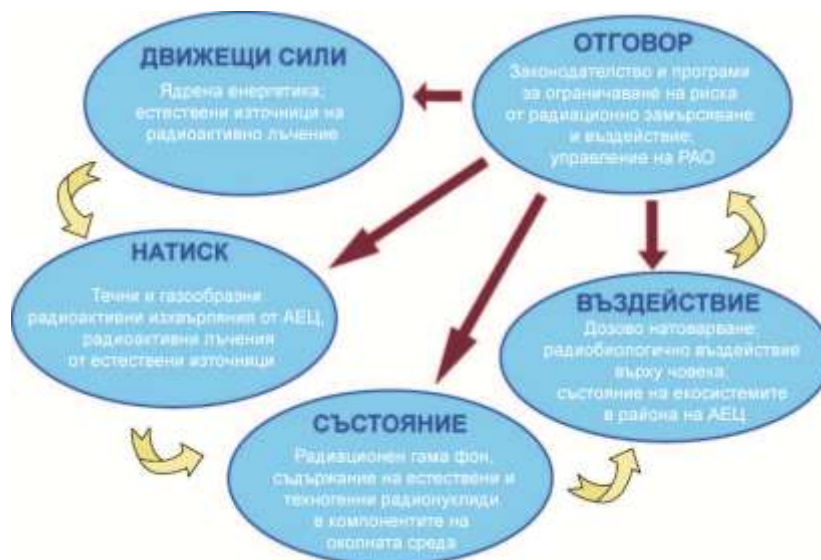 ДВИЖЕЩИ СИЛИ
Ядрена енергетика;
естествени източници на
радиоактивно лъчение
ОТГОВОР
Законодателство и програми
за ограничаване на риска
от радиационно замърсяване
и въздействие;
управление на РАО
НАТИСК
Течни и газообразни
радиоактивни изхвърляния от АЕЦ,
радиоактивни лъчения
от естествени източници
ВЪЗДЕЙСТВИЕ
Дозово натоварване;
радиобиологично въздействие
върху човека;
състояние на екосистемите
в района на АЕЦ
СЪСТОЯНИЕ
Радиационен гама фон,
съдържание на естествени и
техногенни радионуклиди
в компонентите на
околната среда